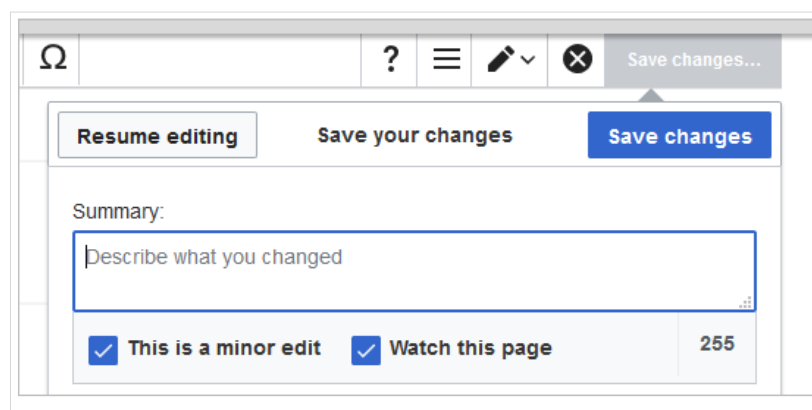 Ω ? Save changes...
Resume editing Save your changes Save changes
Summary:
Describe what you changed
This is a minor edit Watch this page 255